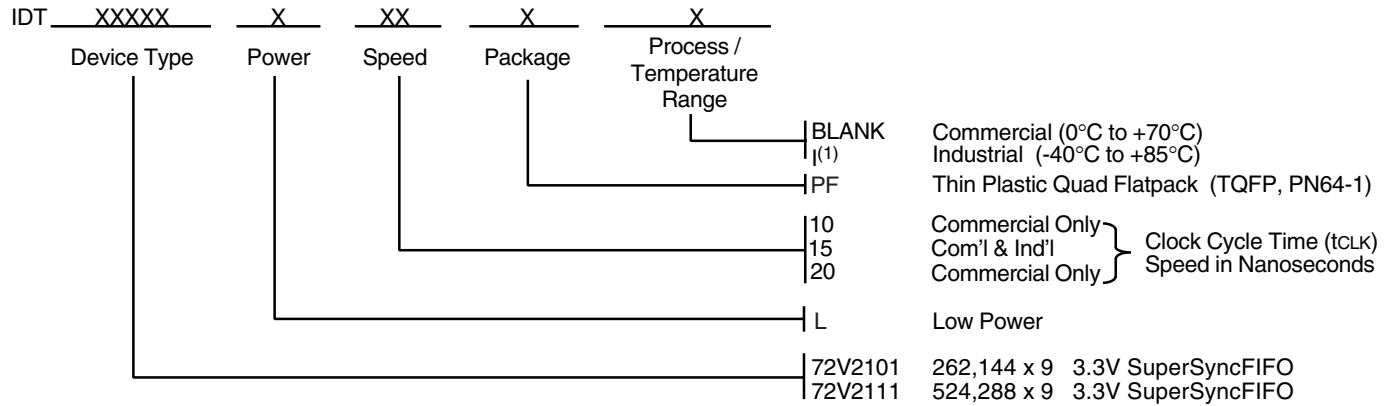 IDT XXXXX X XX X X
Device Type Power Speed Package Process / Temperature Range
BLANK Commercial (0°C to +70°C)
I(1) Industrial (-40°C to +85°C)
PF Thin Plastic Quad Flatpack (TQFP, PN64-1)
10 Commercial Only
15 Com'l & Ind'l
20 Commercial Only
Clock Cycle Time (tCLK)
Speed in Nanoseconds
L Low Power
72V2101 262,144 x 9 3.3V SuperSyncFIFO
72V2111 524,288 x 9 3.3V SuperSyncFIFO